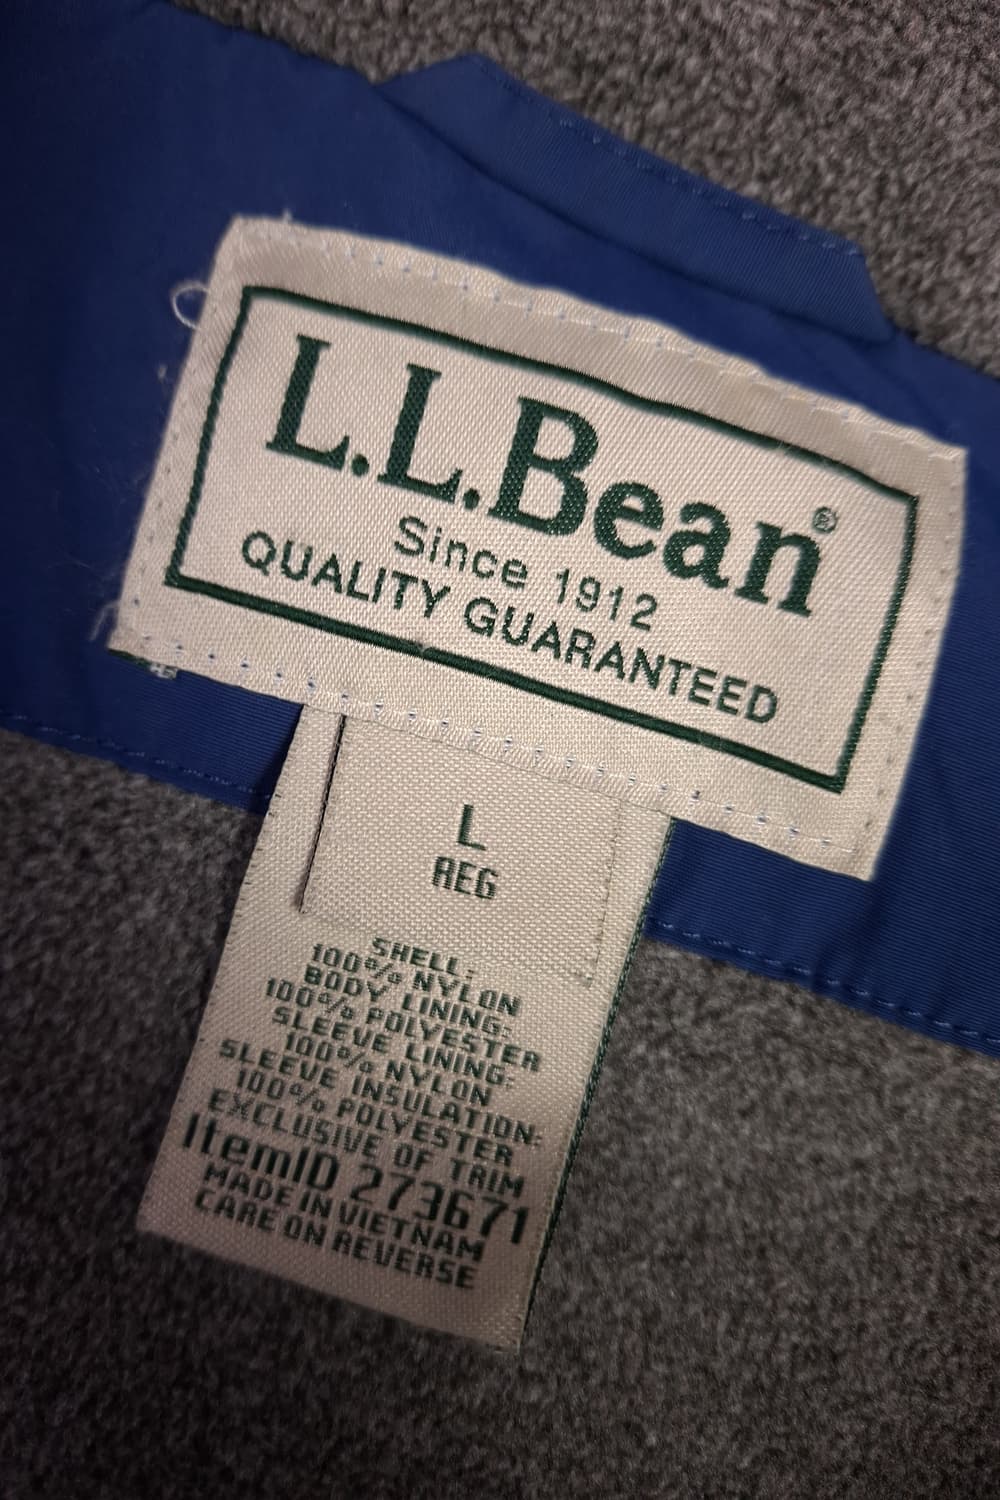 L.L.Bean®
Since 1912
QUALITY GUARANTEED
L
REG
SHELL:
100% NYLON
BODY LINING:
100% POLYESTER
SLEEVE LINING:
100% NYLON
SLEEVE INSULATION:
100% POLYESTER
EXCLUSIVE OF TRIM
ItemID 273671
MADE IN VIETNAM
CARE ON REVERSE